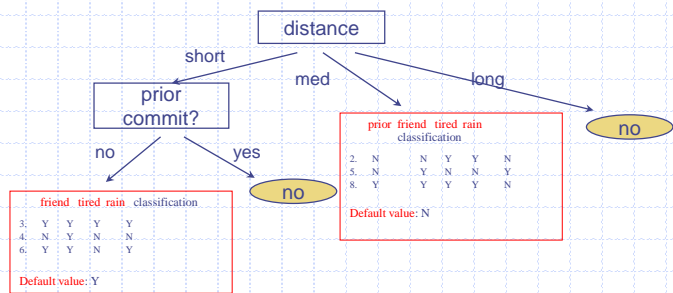 distance
short
med
long
prior
commit?
no
yes
no
no
prior friend tired rain
classification
2. N N Y Y N
5. N Y N N Y
8. Y Y Y Y N
Default value: N
friend tired rain classification
3. Y Y Y Y
4. N Y N N
6. Y Y N Y
Default value: Y